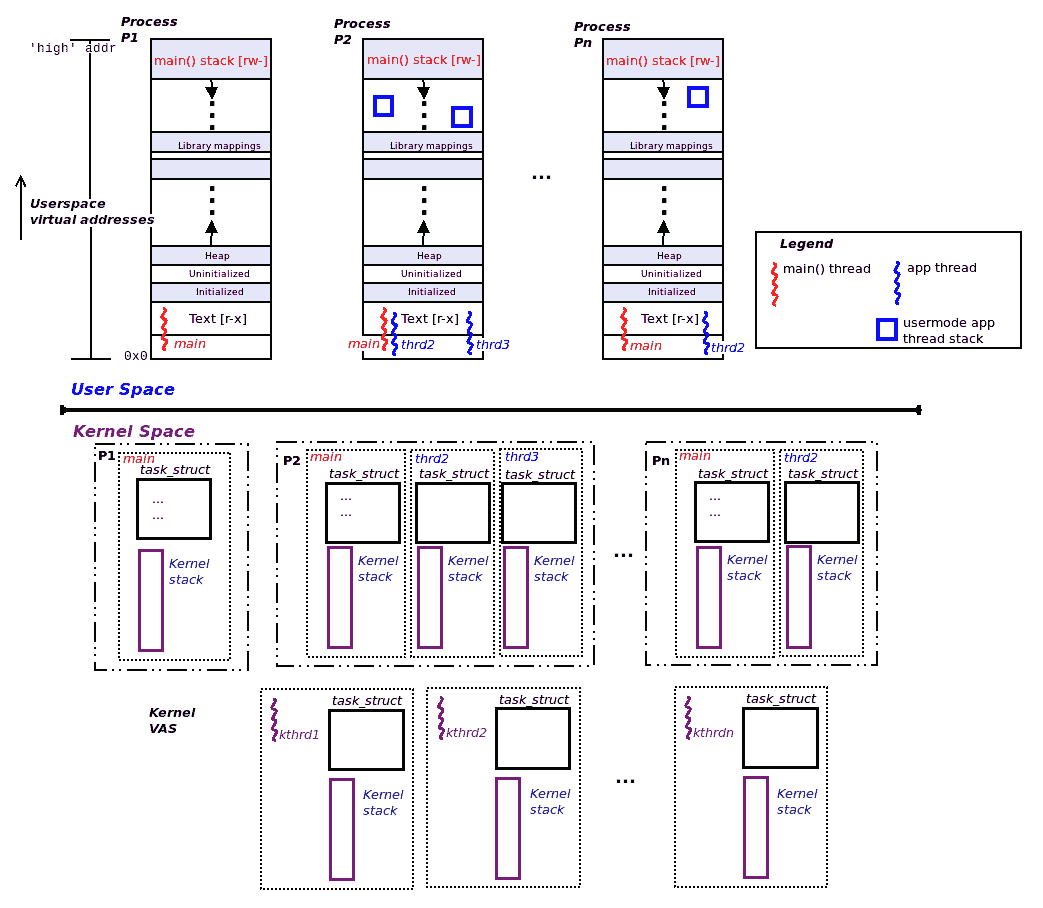 Process
P1
Process
P2
Process
Pn
'high' addr
main() stack [rw-]
main() stack [rw-]
main() stack [rw-]
Library mappings
Library mappings
Library mappings
...
Userspace
virtual addresses
Heap
Heap
Heap
Uninitialized
Uninitialized
Uninitialized
Initialized
Initialized
Initialized
Text [r-x]
Text [r-x]
Text [r-x]
main
main
thrd2
thrd3
main
thrd2
0x0
Legend
main() thread
app thread
usermode app
thread stack
User Space
Kernel Space
P1
main
task_struct
...
...
Kernel
stack
P2
main
task_struct
...
...
Kernel
stack
thrd2
task_struct
Kernel
stack
thrd3
task_struct
Kernel
stack
...
Pn
main
task_struct
...
...
Kernel
stack
thrd2
task_struct
Kernel
stack
Kernel
VAS
kthrd1
task_struct
Kernel
stack
kthrd2
task_struct
Kernel
stack
...
kthrdn
task_struct
Kernel
stack